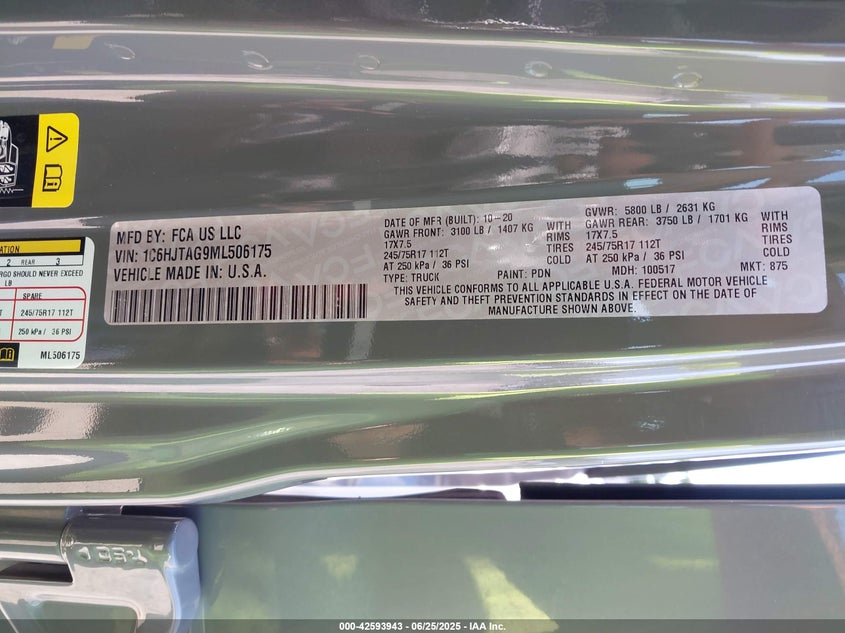 MFD BY: FCA US LLC
VIN: 1C6HJTAG9ML506175
VEHICLE MADE IN: U.S.A.
DATE OF MFR (BUILT): 10-20
GAWR FRONT: 3100 LB / 1407 KG WITH
17X7.5 RIMS
245/75R17 112T TIRES
AT 250 kPa / 36 PSI COLD
TYPE: TRUCK PAINT: PDN
GVWR: 5800 LB / 2631 KG
GAWR REAR: 3750 LB / 1701 KG WITH
17X7.5 RIMS
245/75R17 112T TIRES
AT 250 kPa / 36 PSI COLD
MDH: 100517 MKT: 875
THIS VEHICLE CONFORMS TO ALL APPLICABLE U.S.A. FEDERAL MOTOR VEHICLE
SAFETY AND THEFT PREVENTION STANDARDS IN EFFECT ON THE DATE OF
MANUFACTURE SHOWN ABOVE.
2 REAR 3
RGO SHOULD NEVER EXCEED
LB
SPARE
T 245/75R17 112T
250 kPa / 36 PSI
ML506175
000-42593943 / 06/25/2025 / IAA Inc.